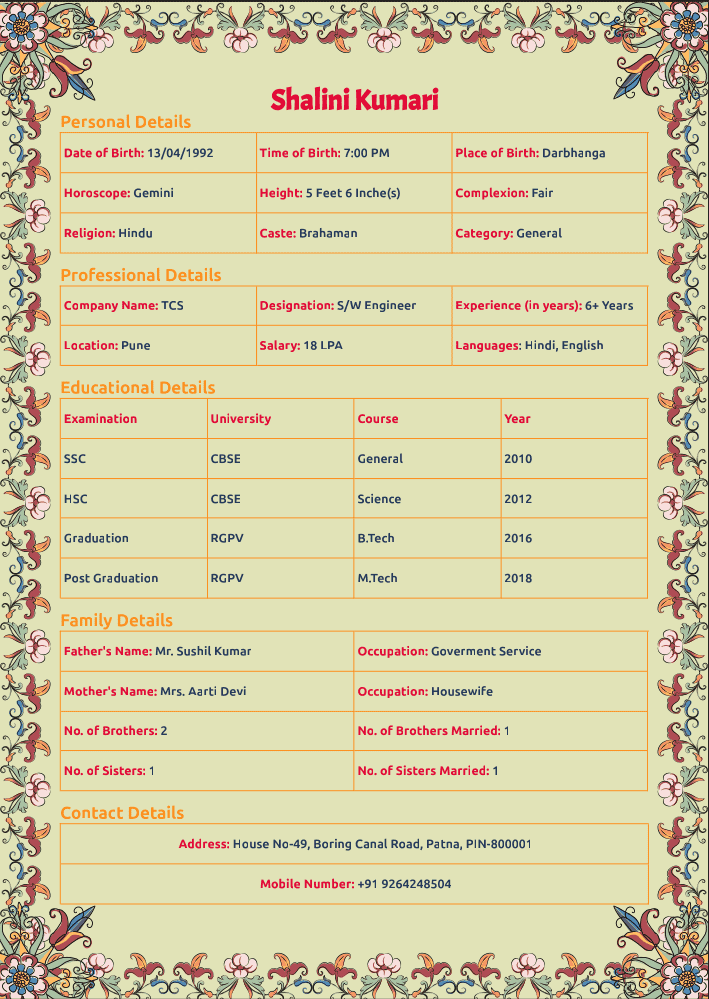 Shalini Kumari
Personal Details
Date of Birth: 13/04/1992 Time of Birth: 7:00 PM Place of Birth: Darbhanga
Horoscope: Gemini Height: 5 Feet 6 Inche(s) Complexion: Fair
Religion: Hindu Caste: Brahaman Category: General
Professional Details
Company Name: TCS Designation: S/W Engineer Experience (in years): 6+ Years
Location: Pune Salary: 18 LPA Languages: Hindi, English
Educational Details
Examination University Course Year
SSC CBSE General 2010
HSC CBSE Science 2012
Graduation RGPV B.Tech 2016
Post Graduation RGPV M.Tech 2018
Family Details
Father's Name: Mr. Sushil Kumar Occupation: Goverment Service
Mother's Name: Mrs. Aarti Devi Occupation: Housewife
No. of Brothers: 2 No. of Brothers Married: 1
No. of Sisters: 1 No. of Sisters Married: 1
Contact Details
Address: House No-49, Boring Canal Road, Patna, PIN-800001
Mobile Number: +91 9264248504